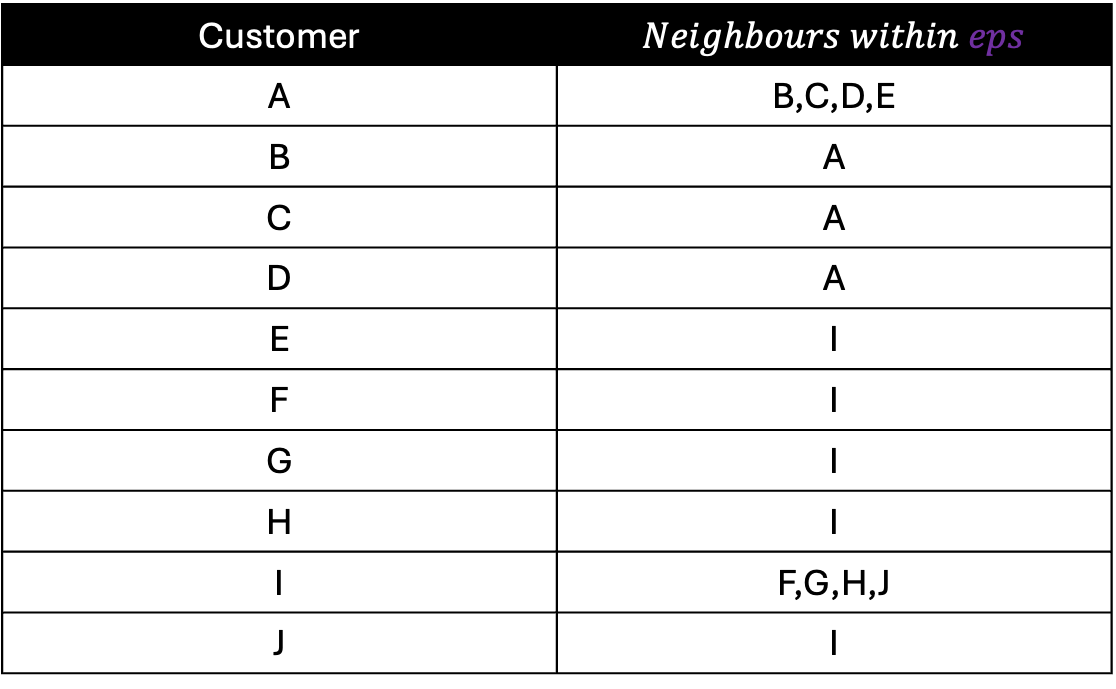 Customer Neighbours within eps
A B,C,D,E
B A
C A
D A
E I
F I
G I
H I
I F,G,H,J
J I